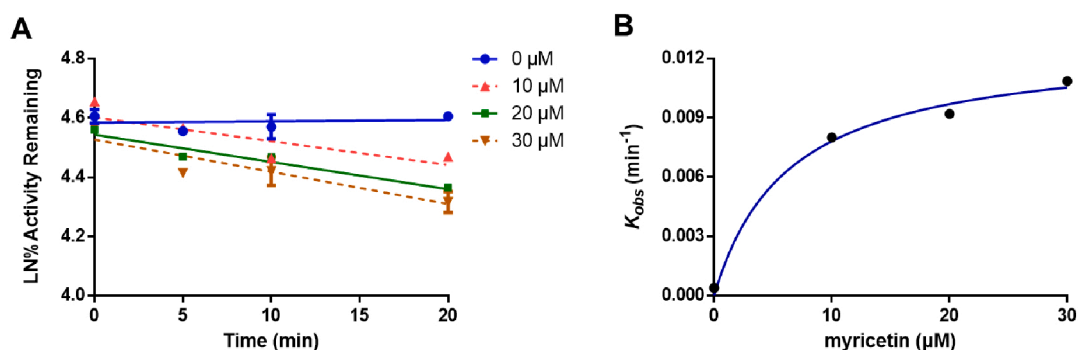 A
LN% Activity Remaining
4.8
4.6
4.4
4.2
4.0
0
5
10
15
20
Time (min)
0 µM
10 µM
20 µM
30 µM
B
K_obs (min⁻¹)
0.012
0.009
0.006
0.003
0.000
0
10
20
30
myricetin (µM)